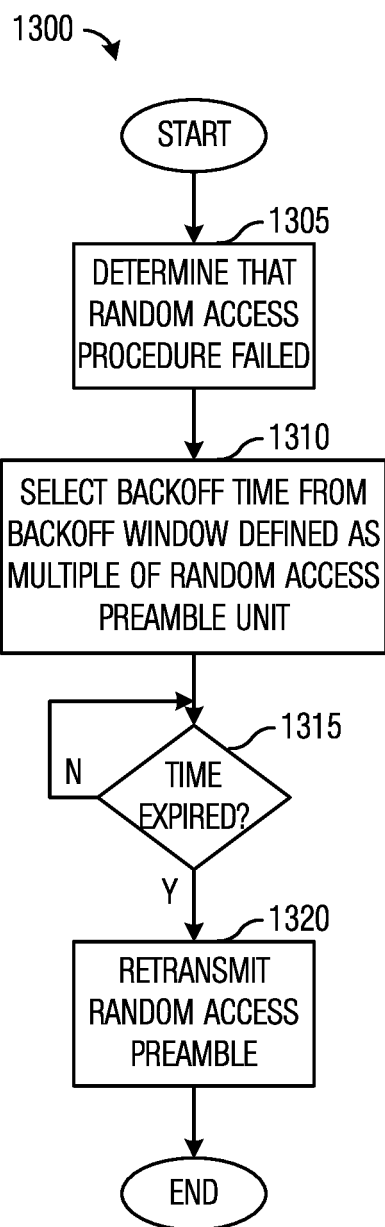 1300
START
1305
DETERMINE THAT
RANDOM ACCESS
PROCEDURE FAILED
1310
SELECT BACKOFF TIME FROM
BACKOFF WINDOW DEFINED AS
MULTIPLE OF RANDOM ACCESS
PREAMBLE UNIT
1315
TIME
EXPIRED?
N
Y
1320
RETRANSMIT
RANDOM ACCESS
PREAMBLE
END